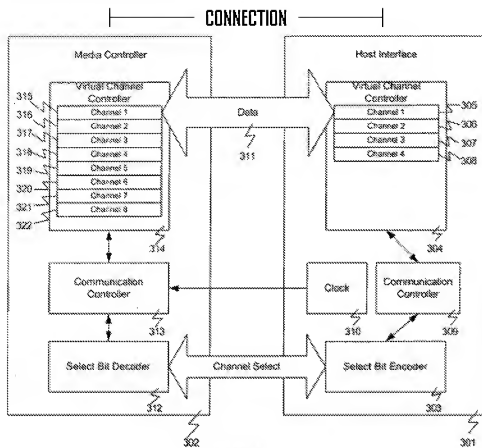 CONNECTION
Media Controller
Host Interface
Virtual Channel
Controller
315
Channel 1
316
Channel 2
317
Channel 3
318
Channel 4
319
Channel 5
320
Channel 6
321
Channel 7
322
Channel 8
314
Data
311
Virtual Channel
Controller
305
Channel 1
306
Channel 2
307
Channel 3
308
Channel 4
304
Communication
Controller
313
Clock
310
Communication
Controller
309
Select Bit Decoder
312
Channel Select
Select Bit Encoder
303
302
301